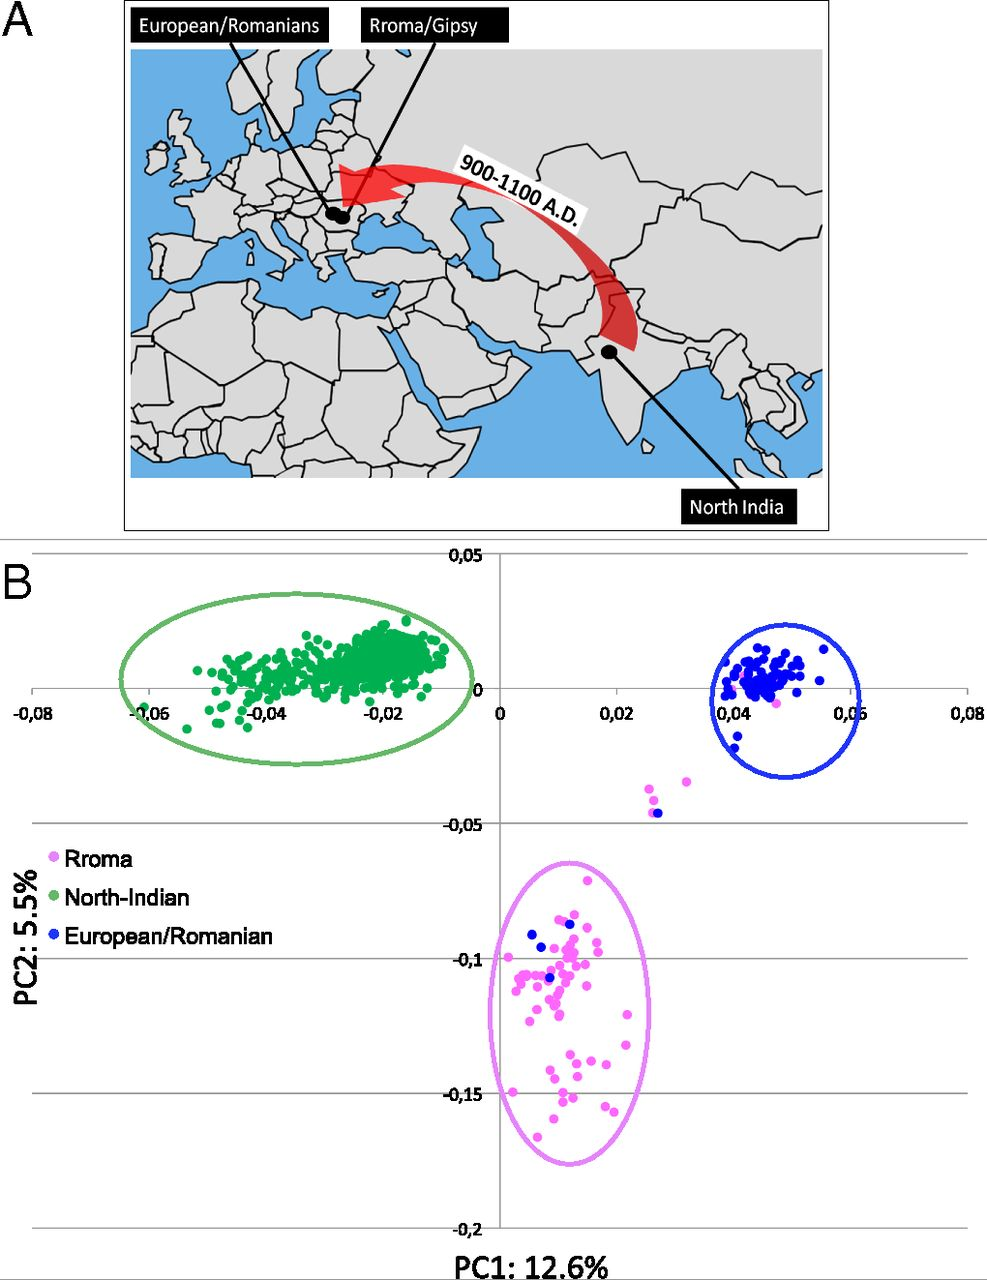 A
European/Romanians
Rroma/Gipsy
900-1100 A.D.
North India
B
0,05
0
-0,08
-0,06
-0,04
-0,02
0
0,02
0,04
0,06
0,08
-0,05
Rroma
North-Indian
European/Romanian
PC2: 5.5%
-0,1
-0,15
-0,2
PC1: 12.6%